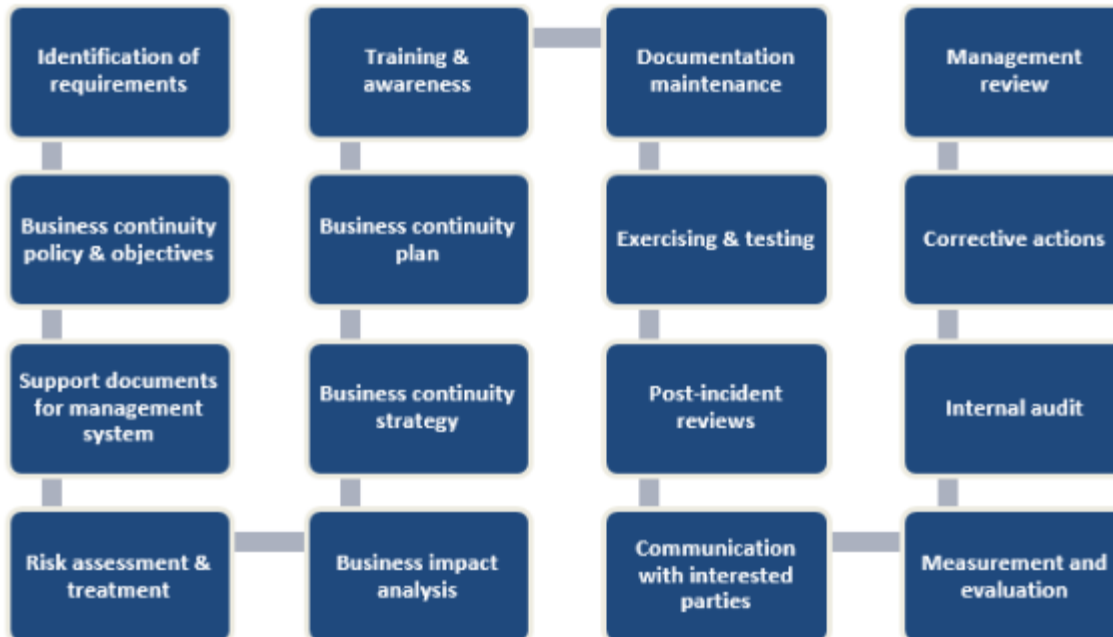 Identification of
requirements
Business continuity
policy & objectives
Support documents
for management
system
Risk assessment &
treatment
Business impact
analysis
Business continuity
strategy
Business continuity
plan
Training &
awareness
Documentation
maintenance
Exercising & testing
Post-incident
reviews
Communication
with interested
parties
Measurement and
evaluation
Internal audit
Corrective actions
Management
review